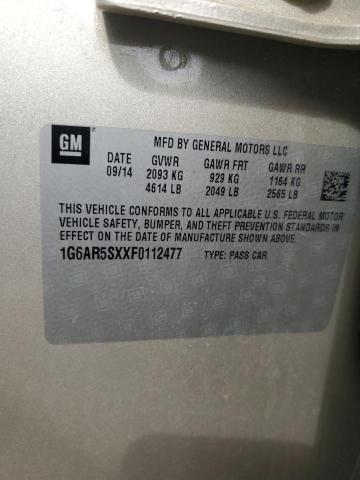 GM
MFD BY GENERAL MOTORS LLC
DATE GVWR GAWR FRT GAWR RR
09/14 2093 KG 929 KG 1164 KG
4614 LB 2049 LB 2565 LB
THIS VEHICLE CONFORMS TO ALL APPLICABLE U.S. FEDERAL MOTOR
VEHICLE SAFETY, BUMPER, AND THEFT PREVENTION STANDARDS
IN EFFECT ON THE DATE OF MANUFACTURE SHOWN ABOVE.
1G6AR5SXXF0112477 TYPE: PASS CAR